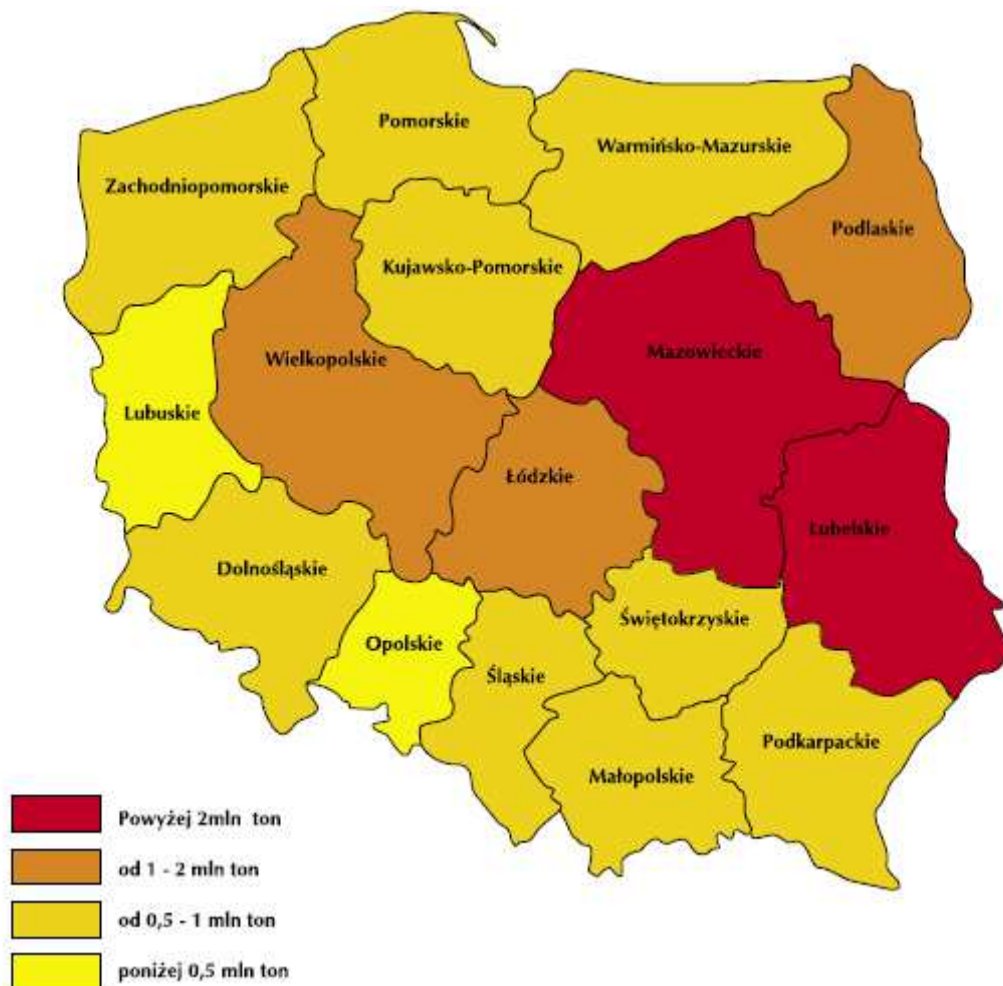 Pomorskie
Warmińsko-Mazurskie
Zachodniopomorskie
Podlaskie
Kujawsko-Pomorskie
Mazowieckie
Wielkopolskie
Lubuskie
Łódzkie
Lubelskie
Dolnośląskie
Świętokrzyskie
Opolskie
Śląskie
Podkarpackie
Małopolskie
Powyżej 2mln ton
od 1 - 2 mln ton
od 0,5 - 1 mln ton
poniżej 0,5 mln ton